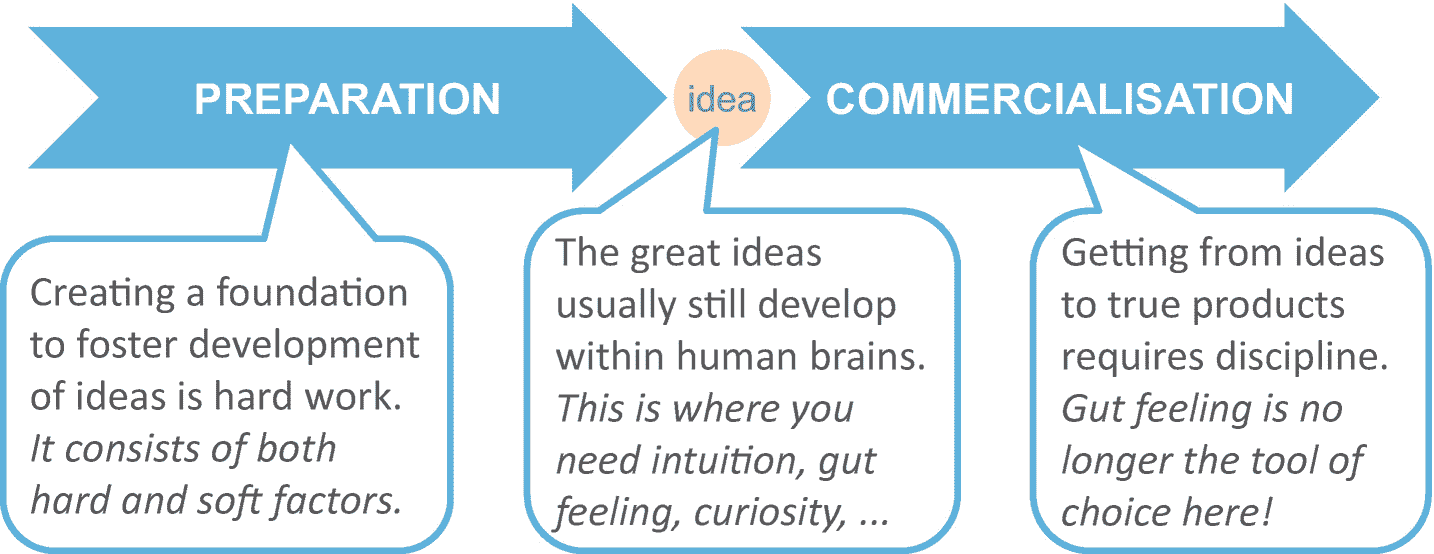 PREPARATION
idea
COMMERCIALISATION
Creating a foundation
to foster development
of ideas is hard work.
It consists of both
hard and soft factors.
The great ideas
usually still develop
within human brains.
This is where you
need intuition, gut
feeling, curiosity, ...
Getting from ideas
to true products
requires discipline.
Gut feeling is no
longer the tool of
choice here!